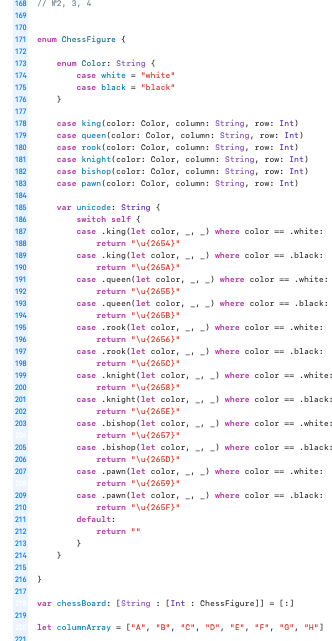 168 // №2, 3, 4
169
170
171 enum ChessFigure {
172
173 enum Color: String {
174 case white = "white"
175 case black = "black"
176 }
177
178 case king(color: Color, column: String, row: Int)
179 case queen(color: Color, column: String, row: Int)
180 case rook(color: Color, column: String, row: Int)
181 case knight(color: Color, column: String, row: Int)
182 case bishop(color: Color, column: String, row: Int)
183 case pawn(color: Color, column: String, row: Int)
184
185 var unicode: String {
186 switch self {
187 case .king(let color, _, _) where color == .white:
188 return "\u{2654}"
189 case .king(let color, _, _) where color == .black:
190 return "\u{265A}"
191 case .queen(let color, _, _) where color == .white:
192 return "\u{2655}"
193 case .queen(let color, _, _) where color == .black:
194 return "\u{265B}"
195 case .rook(let color, _, _) where color == .white:
196 return "\u{2656}"
197 case .rook(let color, _, _) where color == .black:
198 return "\u{265C}"
199 case .knight(let color, _, _) where color == .white:
200 return "\u{2658}"
201 case .knight(let color, _, _) where color == .black:
202 return "\u{265E}"
203 case .bishop(let color, _, _) where color == .white:
return "\u{2657}"
205 case .bishop(let color, _, _) where color == .black:
206 return "\u{265D}"
207 case .pawn(let color, _, _) where color == .white:
return "\u{2659}"
209 case .pawn(let color, _, _) where color == .black:
210 return "\u{265F}"
211 default:
212 return ""
213 }
214 }
215
216 }
217
var chessBoard: [String : [Int : ChessFigure]] = [:]
219
let columnArray = ["A", "B", "C", "D", "E", "F", "G", "H"]
221